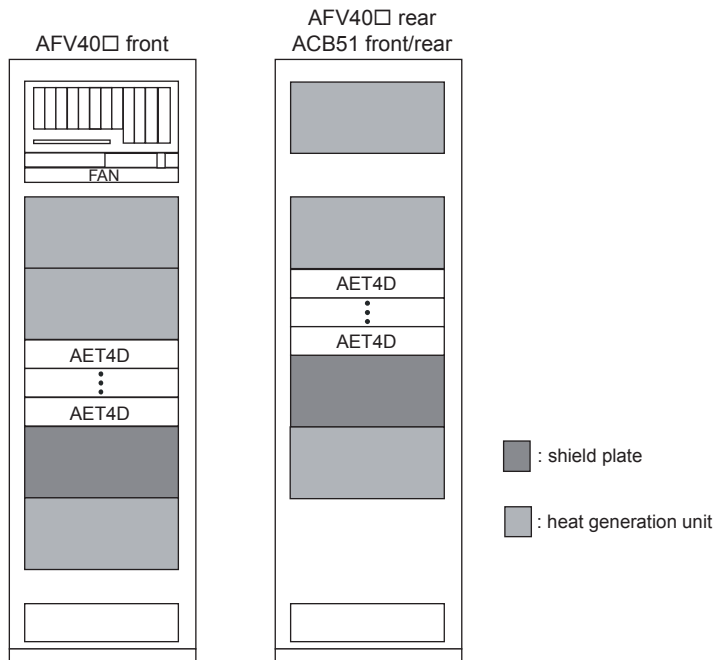 AFV40□ front
AFV40□ rear
ACB51 front/rear
FAN
AET4D
AET4D
AET4D
AET4D
: shield plate
: heat generation unit